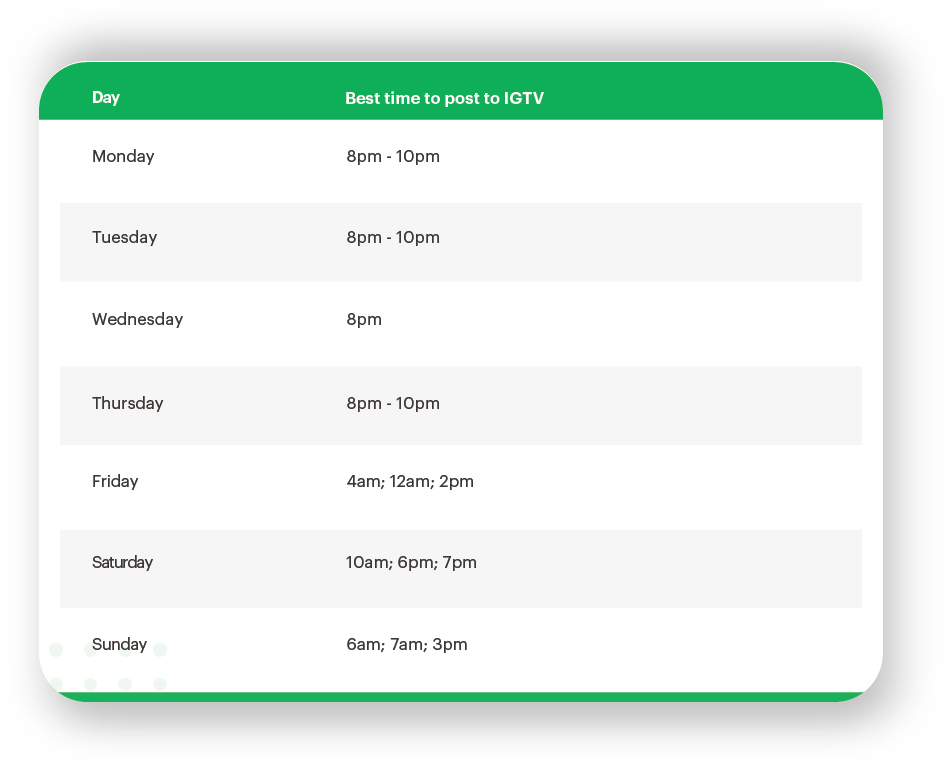 Day Best time to post to IGTV
Monday 8pm - 10pm
Tuesday 8pm - 10pm
Wednesday 8pm
Thursday 8pm - 10pm
Friday 4am; 12am; 2pm
Saturday 10am; 6pm; 7pm
Sunday 6am; 7am; 3pm